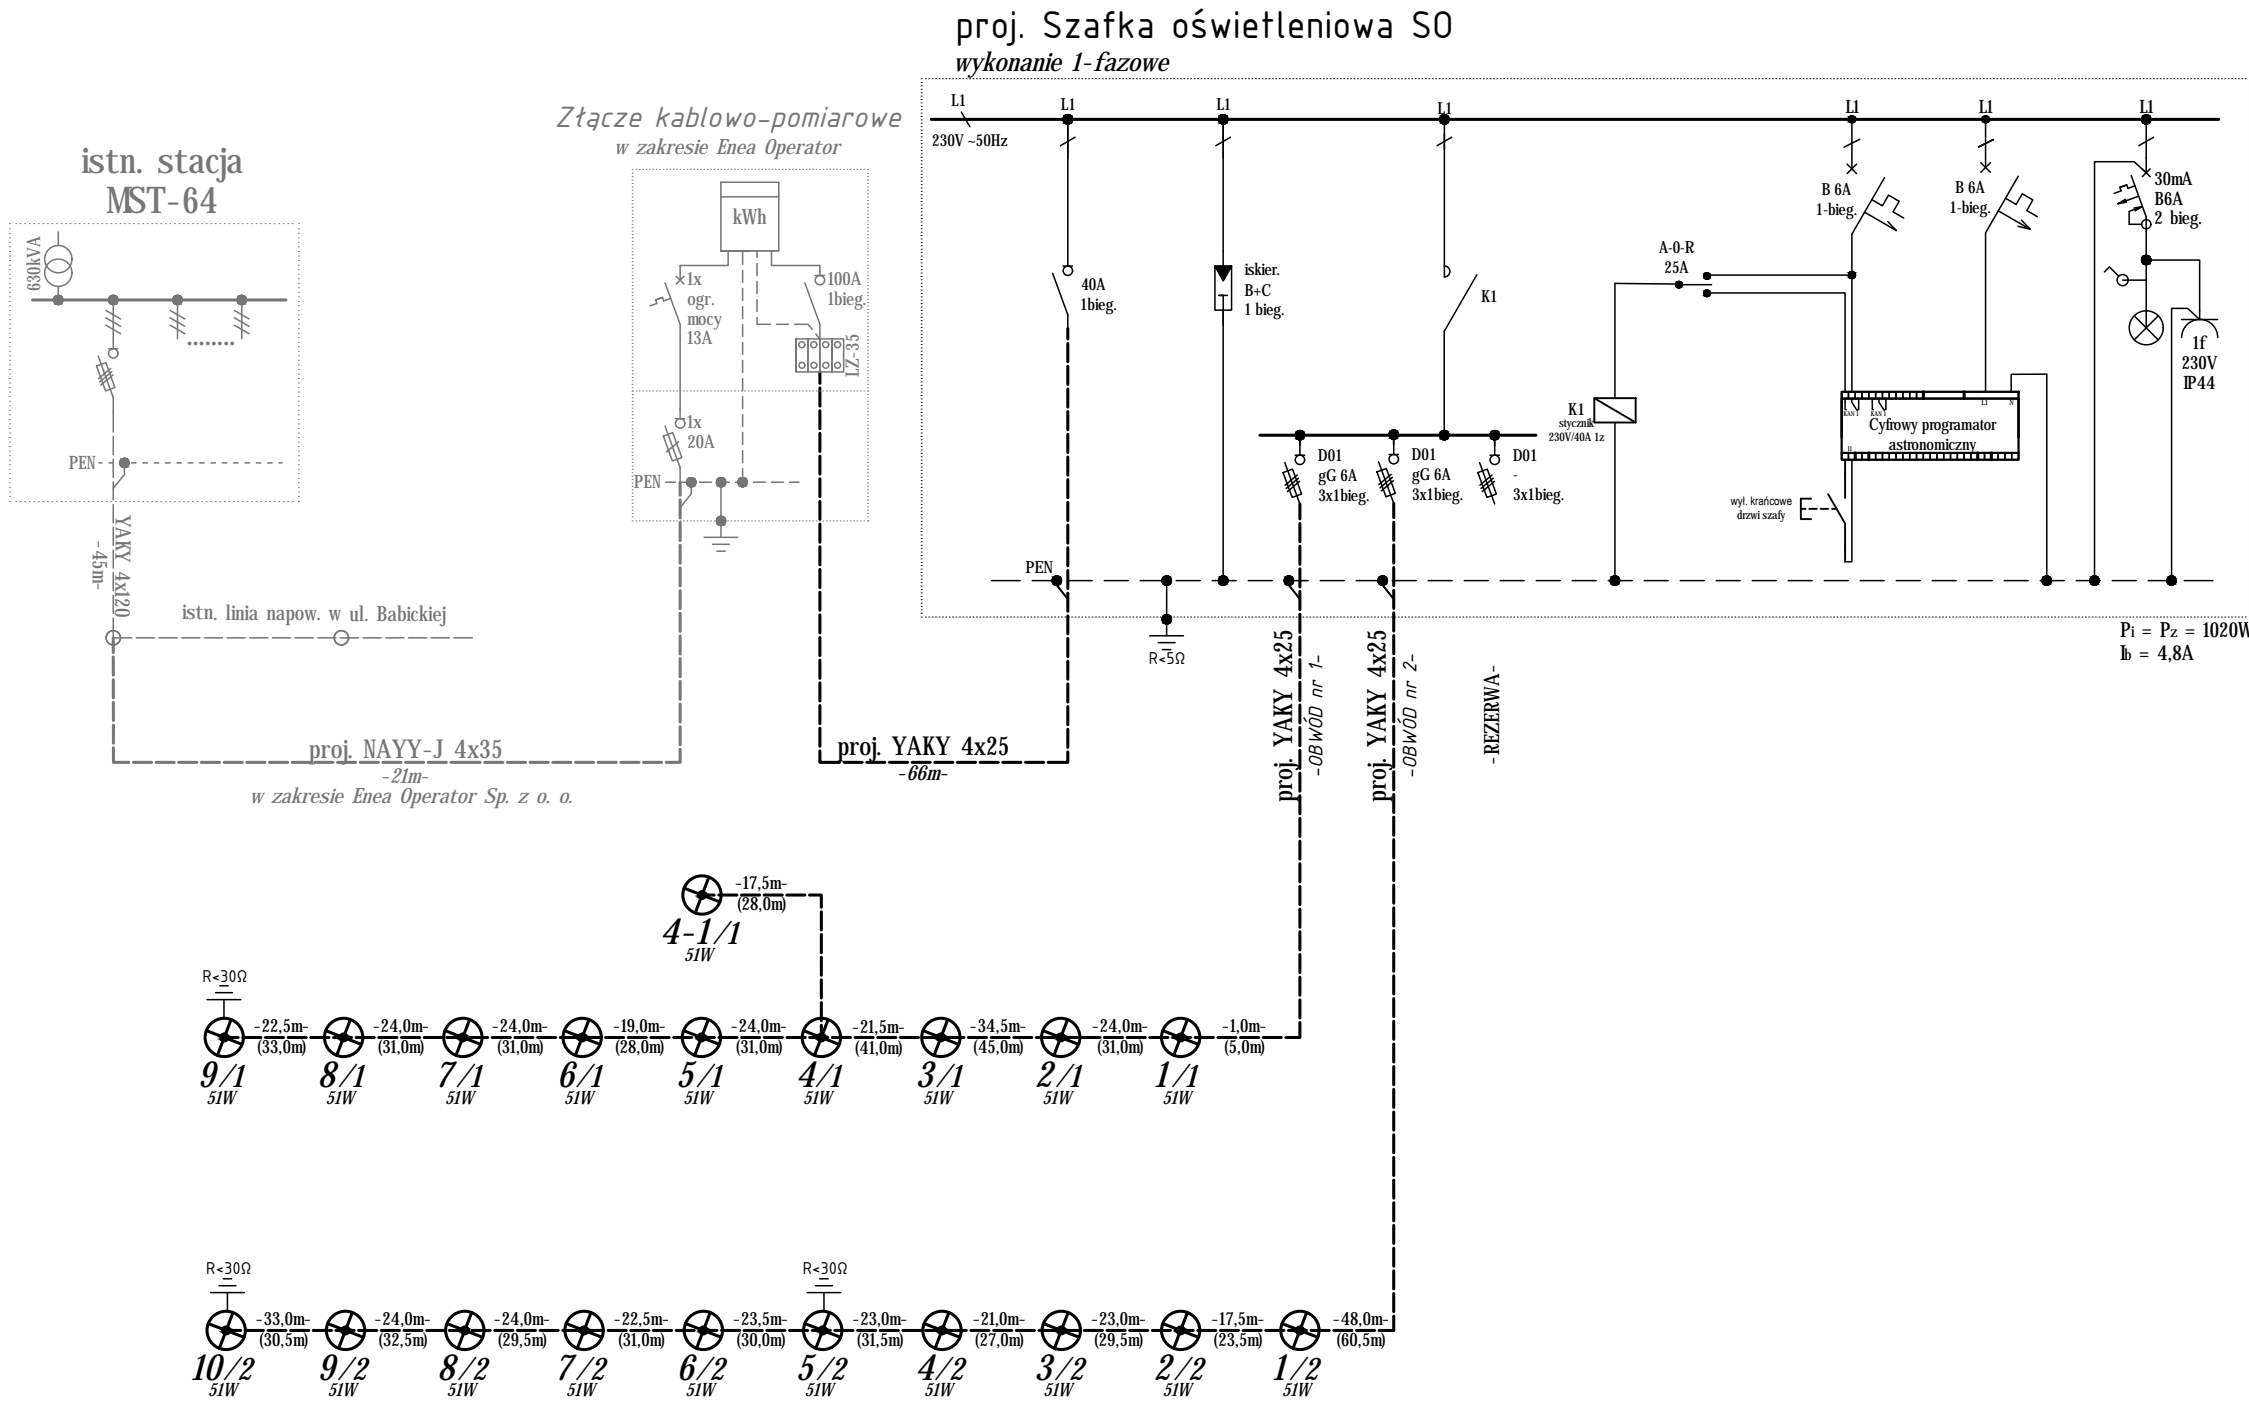 proj. Szafka oświetleniowa SO
wykonanie 1-fazowe
Złącze kablowo-pomiarowe
w zakresie Enea Operator
istn. stacja
MST-64
630kVA
PEN
YAKY 4x120
-45m-
istn. linia napow. w ul. Babickiej
proj. NAYY-J 4x35
-21m-
w zakresie Enea Operator Sp. z o. o.
kWh
1x
ogr.
mocy
13A
100A
1bieg.
LZ-35
1x
20A
PEN
proj. YAKY 4x25
-66m-
L1
230V ~50Hz
L1
L1
L1
L1
L1
L1
40A
1bieg.
iskier.
B+C
1 bieg.
K1
A-0-R
25A
B 6A
1-bieg.
B 6A
1-bieg.
30mA
B6A
2 bieg.
1f
230V
IP44
K1
stycznik
230V/40A 1z
KAN 1
KAN 1
L1
N
Cyfrowy programator
astronomiczny
wył. krańcowe
drzwi szafy
D01
gG 6A
3x1bieg.
D01
gG 6A
3x1bieg.
D01
-
3x1bieg.
PEN
R<5Ω
Pi = Pz = 1020W
Ib = 4,8A
proj. YAKY 4x25
-OBWÓD nr 1-
proj. YAKY 4x25
-OBWÓD nr 2-
-REZERWA-
-17,5m-
(28,0m)
4-1/1
51W
R<30Ω
-22,5m- -24,0m- -24,0m- -19,0m- -24,0m- -21,5m- -34,5m- -24,0m- -1,0m-
(33,0m) (31,0m) (31,0m) (28,0m) (31,0m) (41,0m) (45,0m) (31,0m) (5,0m)
9/1 8/1 7/1 6/1 5/1 4/1 3/1 2/1 1/1
51W 51W 51W 51W 51W 51W 51W 51W 51W
R<30Ω R<30Ω
-33,0m- -24,0m- -24,0m- -22,5m- -23,5m- -23,0m- -21,0m- -23,0m- -17,5m- -48,0m-
(30,5m) (32,5m) (29,5m) (31,0m) (30,0m) (31,5m) (27,0m) (29,5m) (23,5m) (60,5m)
10/2 9/2 8/2 7/2 6/2 5/2 4/2 3/2 2/2 1/2
51W 51W 51W 51W 51W 51W 51W 51W 51W 51W